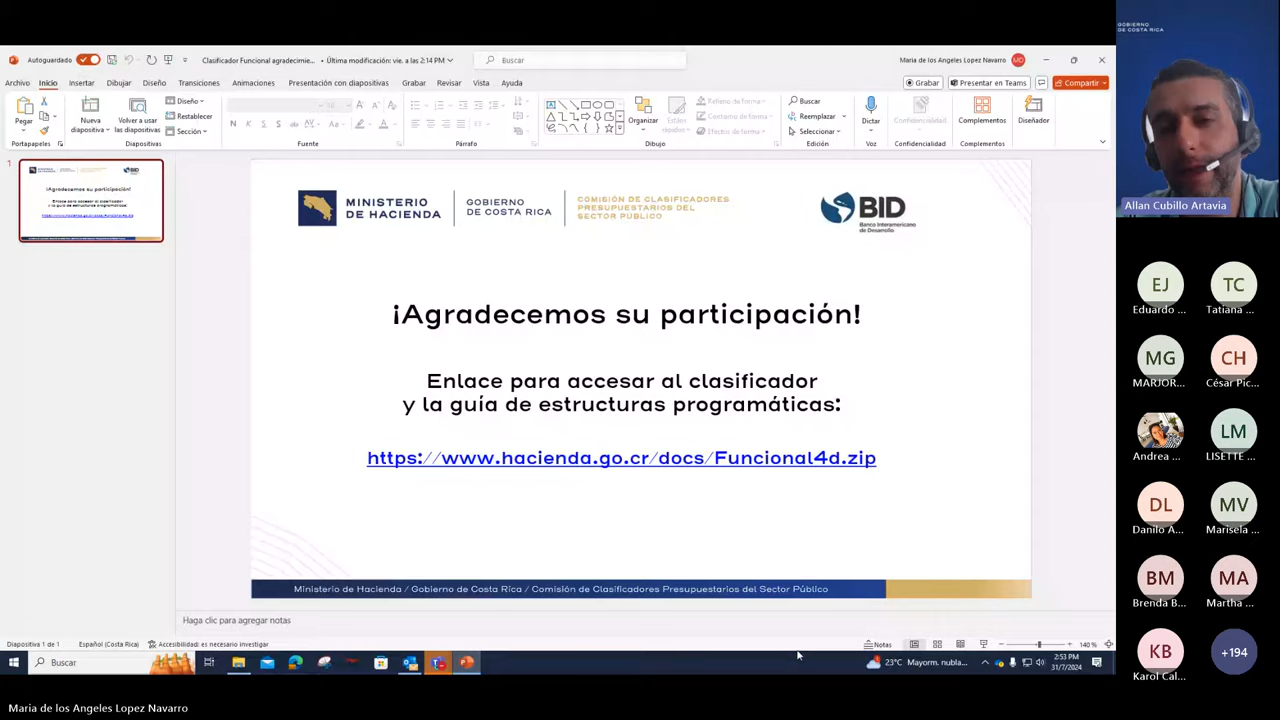 Autoguardado
Clasificador Funcional agradecimie... • Última modificación: vie. a las 2:14 PM
Buscar
Maria de los Angeles Lopez Navarro
MD
Archivo
Inicio
Insertar
Dibujar
Diseño
Transiciones
Animaciones
Presentación con diapositivas
Grabar
Revisar
Vista
Ayuda
Grabar
Presentar en Teams
Compartir
Pegar
Nueva diapositiva
Volver a usar las diapositivas
Diseño
Restablecer
Sección
Organizar
Estilos rápidos
Relleno de forma
Contorno de forma
Efectos de forma
Buscar
Reemplazar
Seleccionar
Dictar
Confidencialidad
Complementos
Diseñador
Portapapeles
Diapositivas
Fuente
Párrafo
Dibujo
Edición
Voz
Confidencialidad
Complementos
1
MINISTERIO
DE HACIENDA
GOBIERNO
DE COSTA RICA
COMISIÓN DE CLASIFICADORES
PRESUPUESTARIOS DEL
SECTOR PÚBLICO
BID
Banco Interamericano
de Desarrollo
¡Agradecemos su participación!
Enlace para accesar al clasificador
y la guía de estructuras programáticas:
https://www.hacienda.go.cr/docs/Funcional4d.zip
Ministerio de Hacienda / Gobierno de Costa Rica / Comisión de Clasificadores Presupuestarios del Sector Público
Haga clic para agregar notas
Diapositiva 1 de 1
Español (Costa Rica)
Accesibilidad: es necesario investigar
Notas
140 %
Buscar
23°C Mayorm. nubla...
2:53 PM
31/7/2024
Maria de los Angeles Lopez Navarro
GOBIERNO
DE COSTA RICA
Allan Cubillo Artavia
EJ
Eduardo ...
TC
Tatiana ...
MG
MARJOR...
CH
César Pic...
Andrea ...
LM
LISETTE ...
DL
Danilo A...
MV
Marisela ...
BM
Brenda B...
MA
Martha ...
KB
Karol Cal...
+194